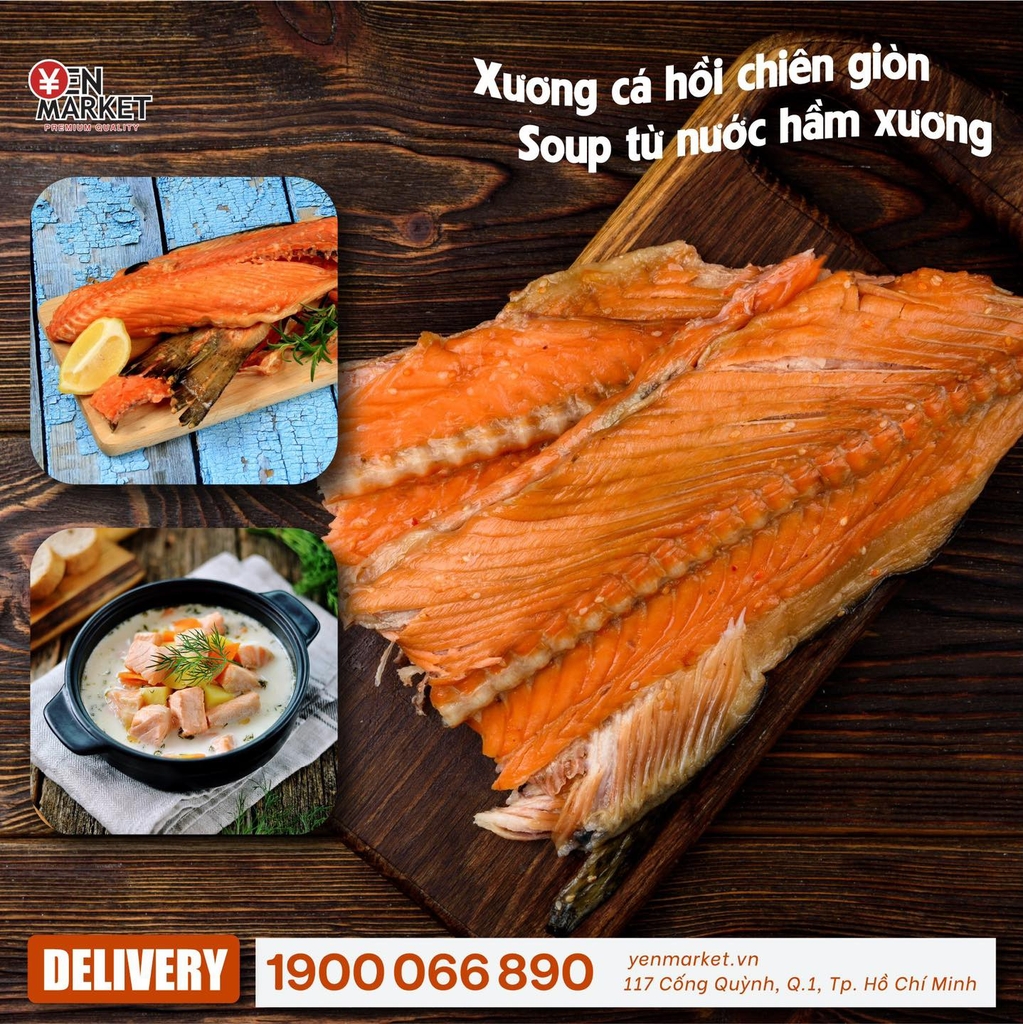 ¥EN
MARKET
PREMIUM QUALITY
Xương cá hồi chiên giòn
Soup từ nước hầm xương
DELIVERY
1900 066 890
yenmarket.vn
117 Cống Quỳnh, Q.1, Tp. Hồ Chí Minh